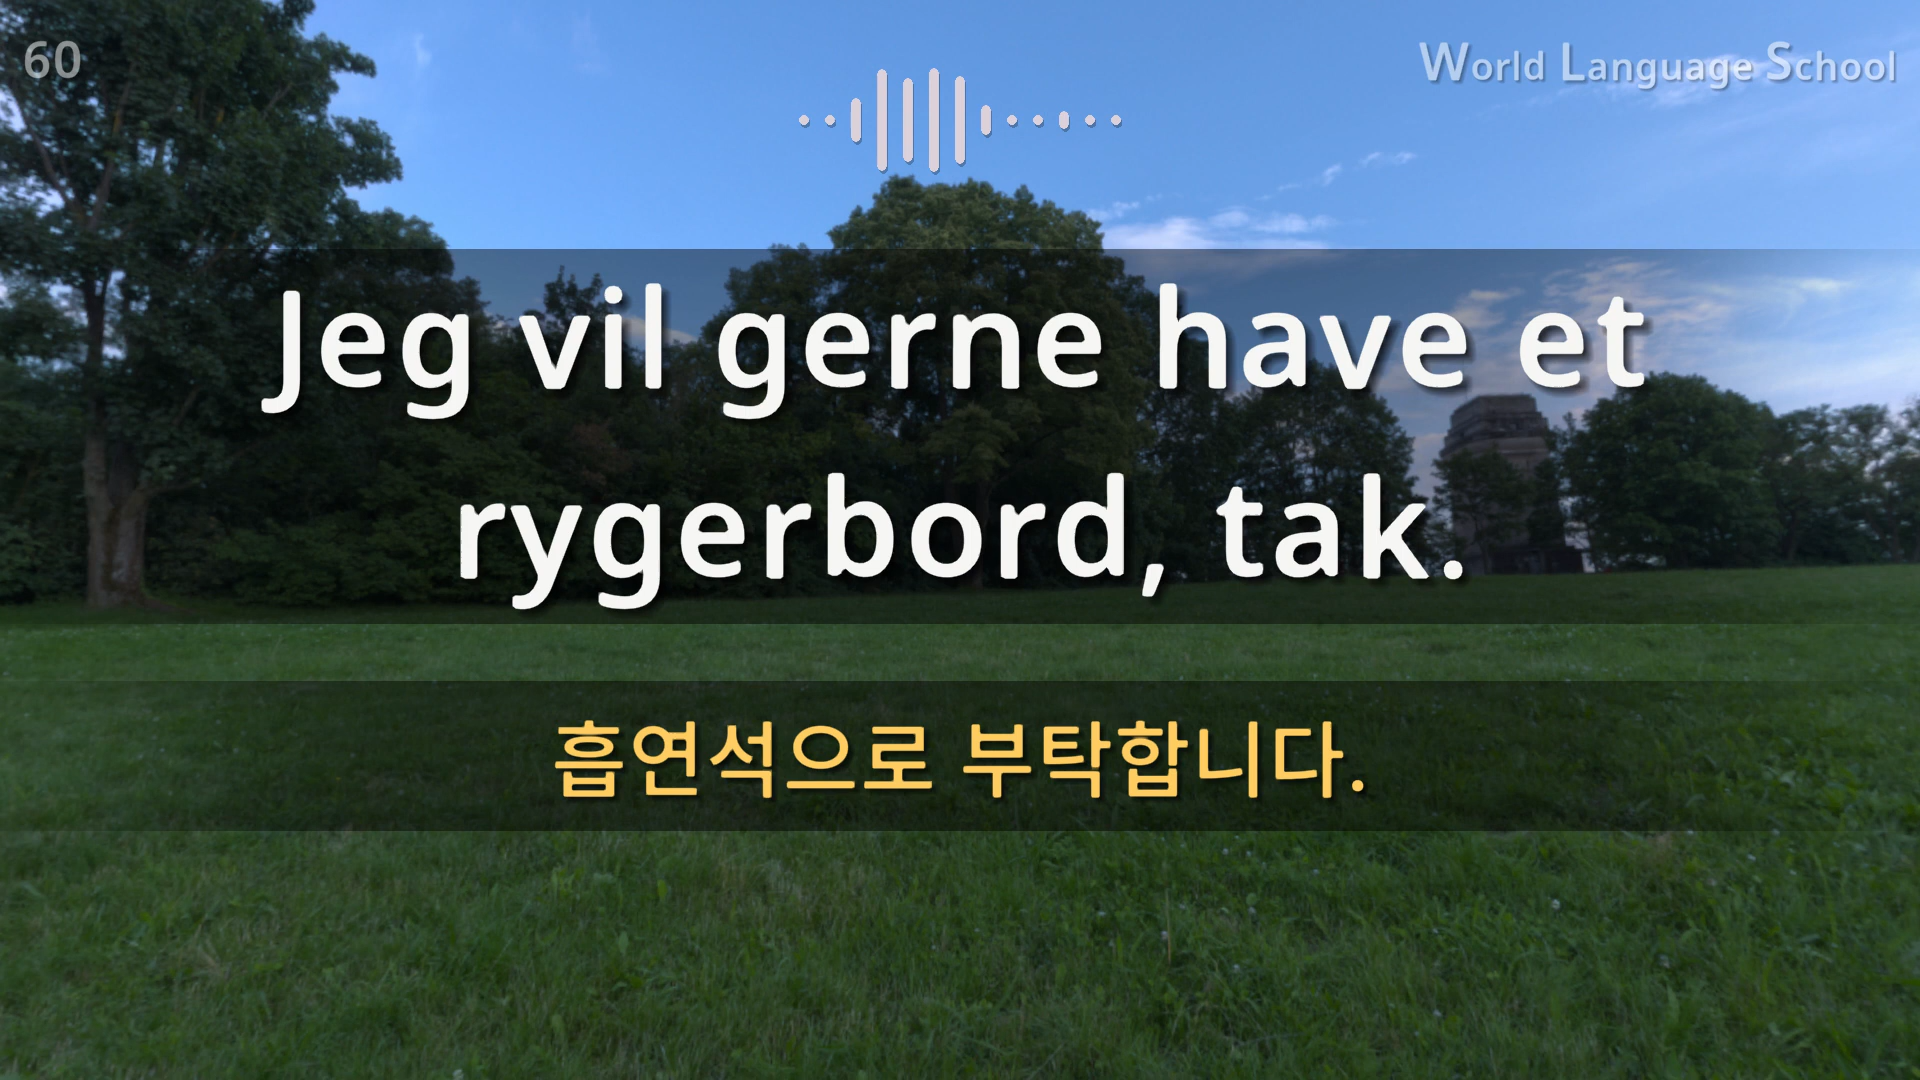 60
World Language School
Jeg vil gerne have et
rygerbord, tak.
흡연석으로 부탁합니다.